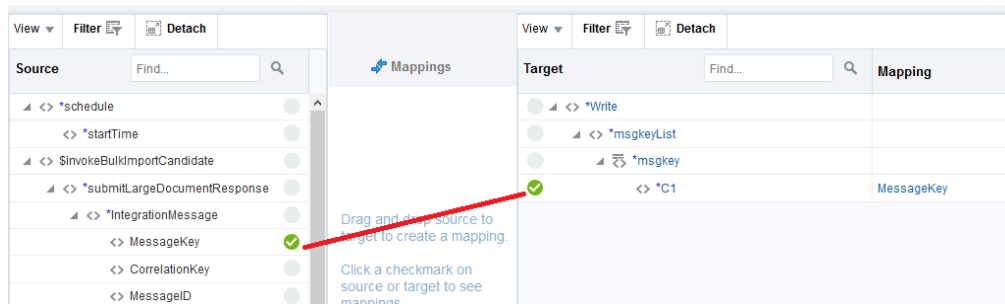 View Filter Detach
Source Find...
*schedule
*startTime
$invokeBulkImportCandidate
*submitLargeDocumentResponse
*IntegrationMessage
MessageKey
CorrelationKey
MessageID
Mappings
Drag and drop source to
target to create a mapping.
Click a checkmark on
source or target to see
mappings.
View Filter Detach
Target Find... Mapping
*Write
*msgkeyList
*msgkey
*C1 MessageKey